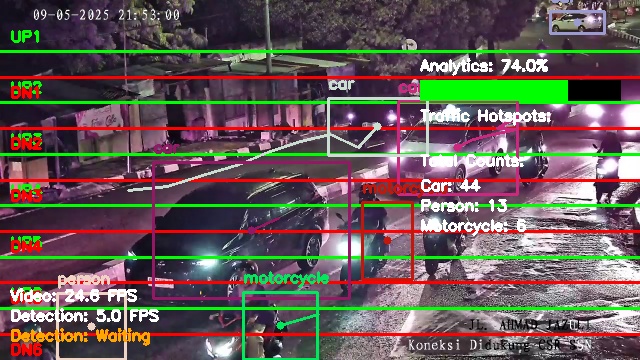 09-05-2025 21:53:00
UP1
Analytics: 74.0%
DN1
car
Traffic Hotspots:
DN2
Total Counts:
DN3
Car: 44
Person: 13
Motorcycle: 6
DN4
person
motorcycle
Video: 24.6 FPS
Detection: 5.0 FPS
Detection: Waiting
JL. AHMAD JAZULI
Koneksi Didukung CSR SSN
DN6